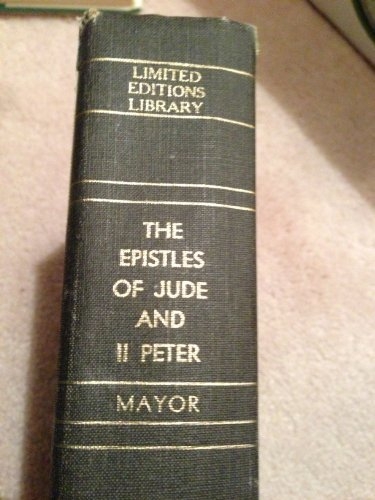 LIMITED
EDITIONS
LIBRARY
THE
EPISTLES
OF JUDE
AND
II PETER
MAYOR